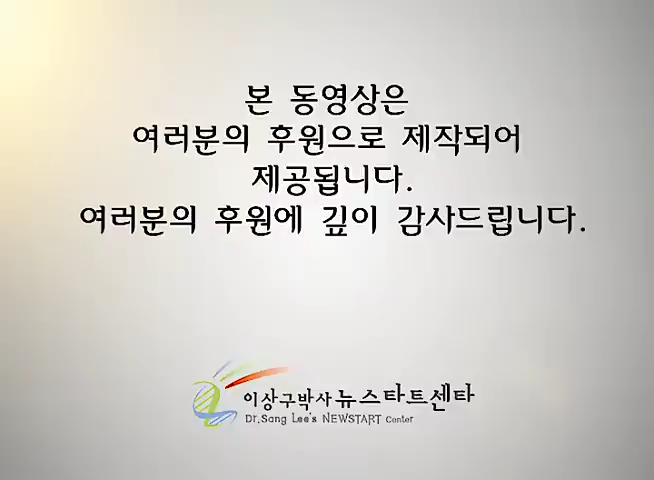 본 동영상은
여러분의 후원으로 제작되어
제공됩니다.
여러분의 후원에 깊이 감사드립니다.
이상구박사 뉴스타트센타
Dr.Sang Lee's NEWSTART Center